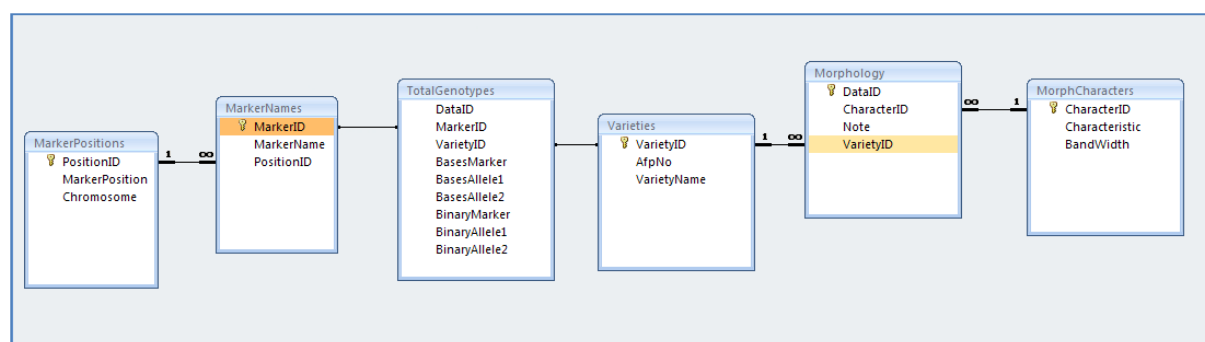 MarkerPositions
PositionID
MarkerPosition
Chromosome
1
∞
MarkerNames
MarkerID
MarkerName
PositionID
TotalGenotypes
DataID
MarkerID
VarietyID
BasesMarker
BasesAllele1
BasesAllele2
BinaryMarker
BinaryAllele1
BinaryAllele2
Varieties
VarietyID
AfpNo
VarietyName
1
∞
Morphology
DataID
CharacterID
Note
VarietyID
∞
1
MorphCharacters
CharacterID
Characteristic
BandWidth